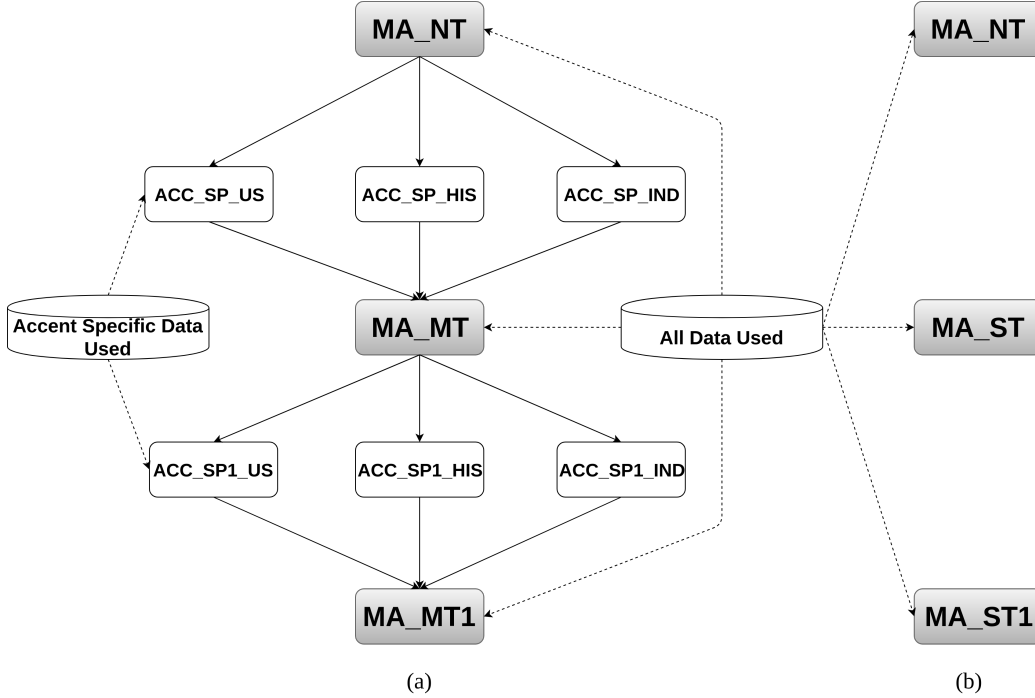 MA_NT
MA_NT
ACC_SP_US
ACC_SP_HIS
ACC_SP_IND
Accent Specific Data
Used
MA_MT
All Data Used
MA_ST
ACC_SP1_US
ACC_SP1_HIS
ACC_SP1_IND
MA_MT1
MA_ST1
(a)
(b)